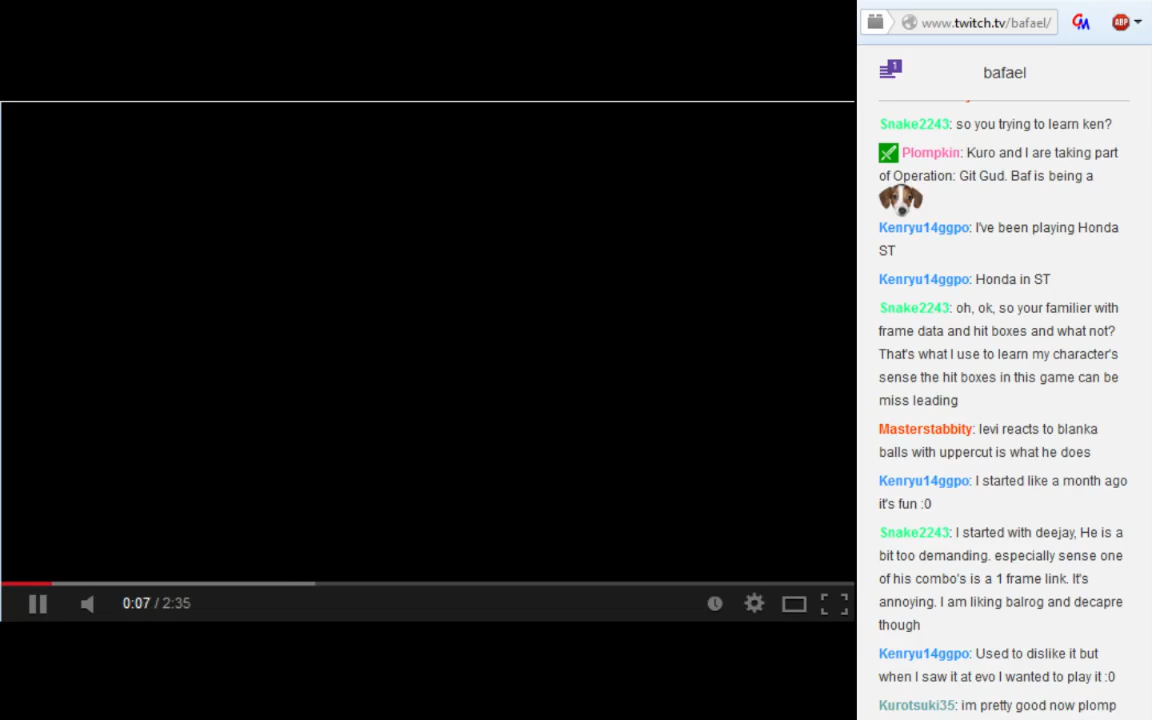 www.twitch.tv/bafael/
ABP
1
bafael
Snake2243: so you trying to learn ken?
Plompkin: Kuro and I are taking part
of Operation: Git Gud. Baf is being a
Kenryu14ggpo: I've been playing Honda
ST
Kenryu14ggpo: Honda in ST
Snake2243: oh, ok, so your familier with
frame data and hit boxes and what not?
That's what I use to learn my character's
sense the hit boxes in this game can be
miss leading
Masterstabbity: levi reacts to blanka
balls with uppercut is what he does
Kenryu14ggpo: I started like a month ago
it's fun :0
Snake2243: I started with deejay, He is a
bit too demanding. especially sense one
of his combo's is a 1 frame link. It's
annoying. I am liking balrog and decapre
though
Kenryu14ggpo: Used to dislike it but
when I saw it at evo I wanted to play it :0
Kurotsuki35: im pretty good now plomp
0:07 / 2:35